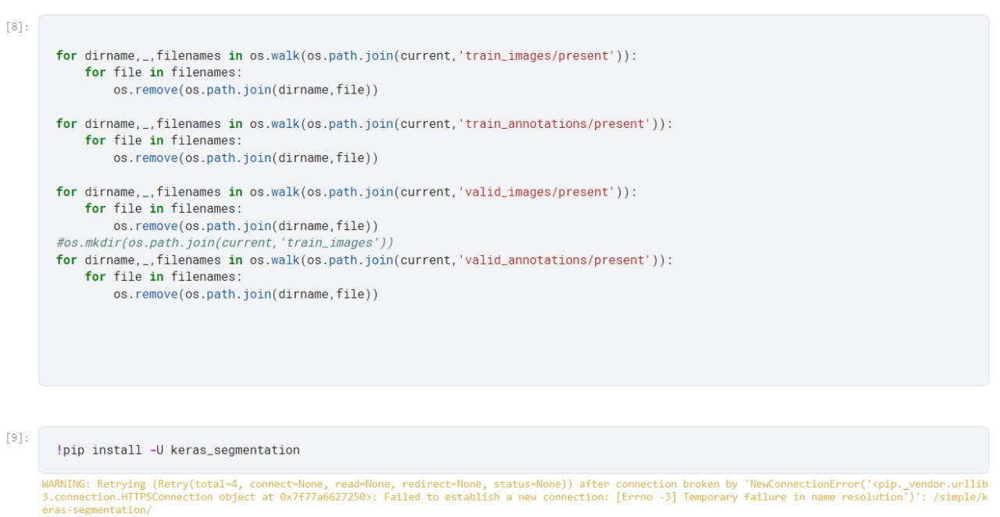 [8]:
for dirname,_,filenames in os.walk(os.path.join(current,'train_images/present')):
    for file in filenames:
        os.remove(os.path.join(dirname,file))
for dirname,_,filenames in os.walk(os.path.join(current,'train_annotations/present')):
    for file in filenames:
        os.remove(os.path.join(dirname,file))
for dirname,_,filenames in os.walk(os.path.join(current,'valid_images/present')):
    for file in filenames:
        os.remove(os.path.join(dirname,file))
#os.mkdir(os.path.join(current,'train_images'))
for dirname,_,filenames in os.walk(os.path.join(current,'valid_annotations/present')):
    for file in filenames:
        os.remove(os.path.join(dirname,file))
[9]:
!pip install -U keras_segmentation
WARNING: Retrying (Retry(total=4, connect=None, read=None, redirect=None, status=None)) after connection broken by 'NewConnectionError('<pip._vendor.urllib
3.connection.HTTPSConnection object at 0x7f77a6627250>: Failed to establish a new connection: [Errno -3] Temporary failure in name resolution')': /simple/k
eras-segmentation/